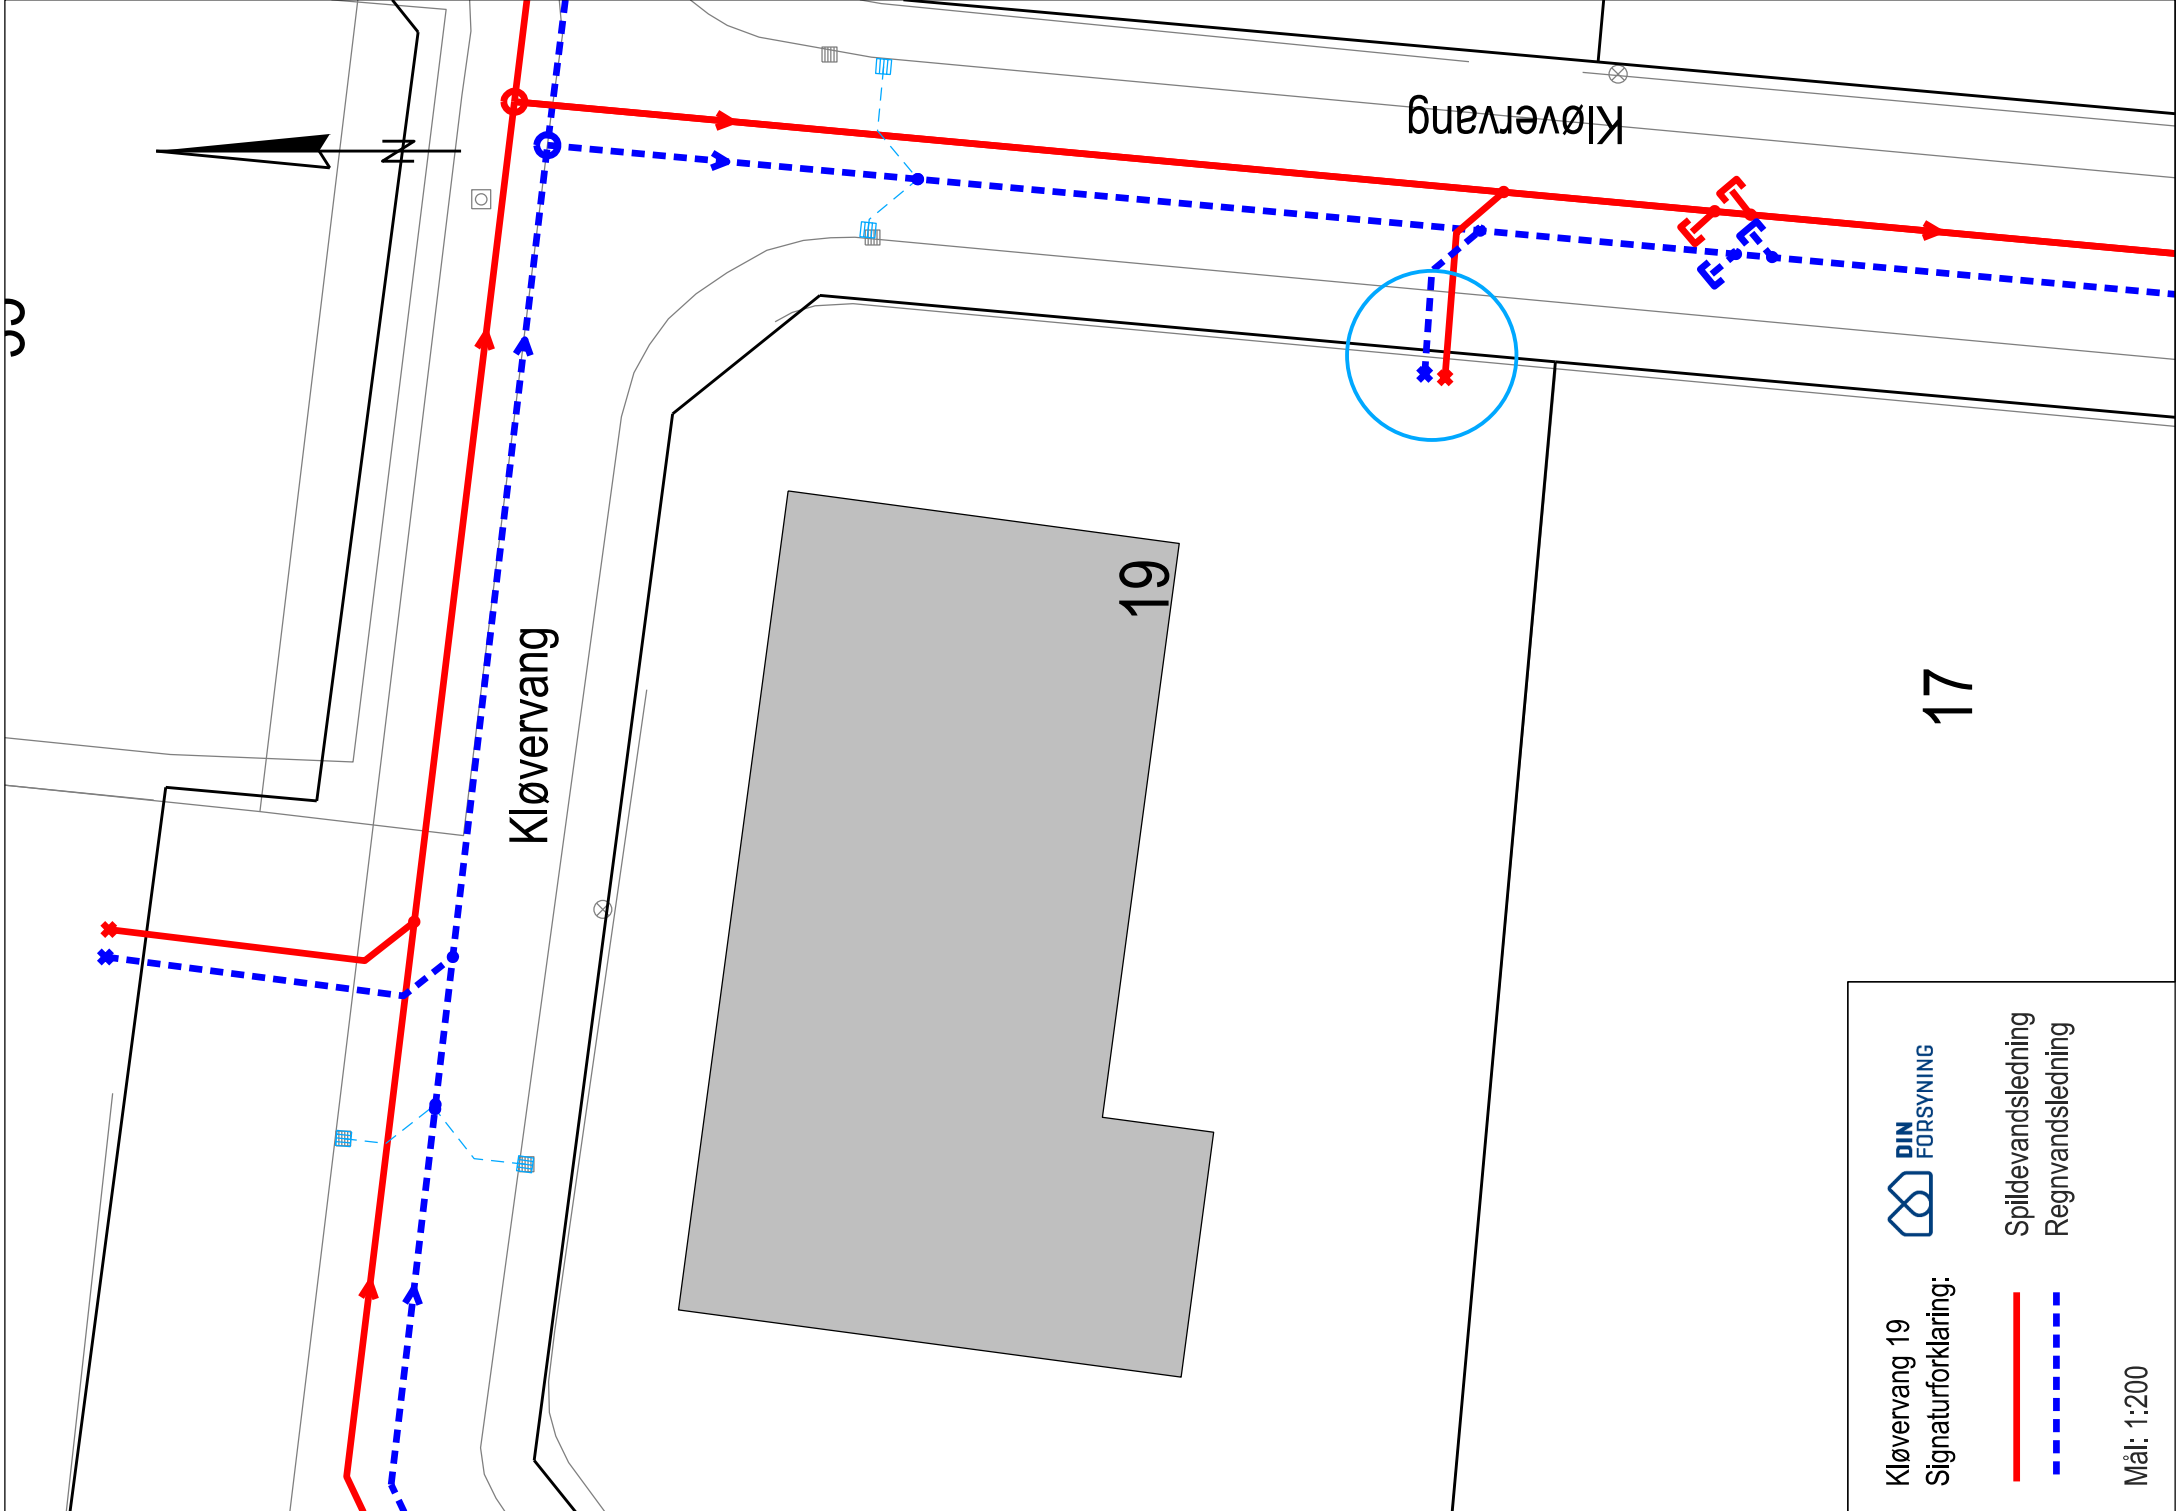 Kløvervang
N
Kløvervang
19
17
Kløvervang 19
Signaturforklaring:
DIN
FORSYNING
Spildevandsledning
Regnvandsledning
Mål: 1:200